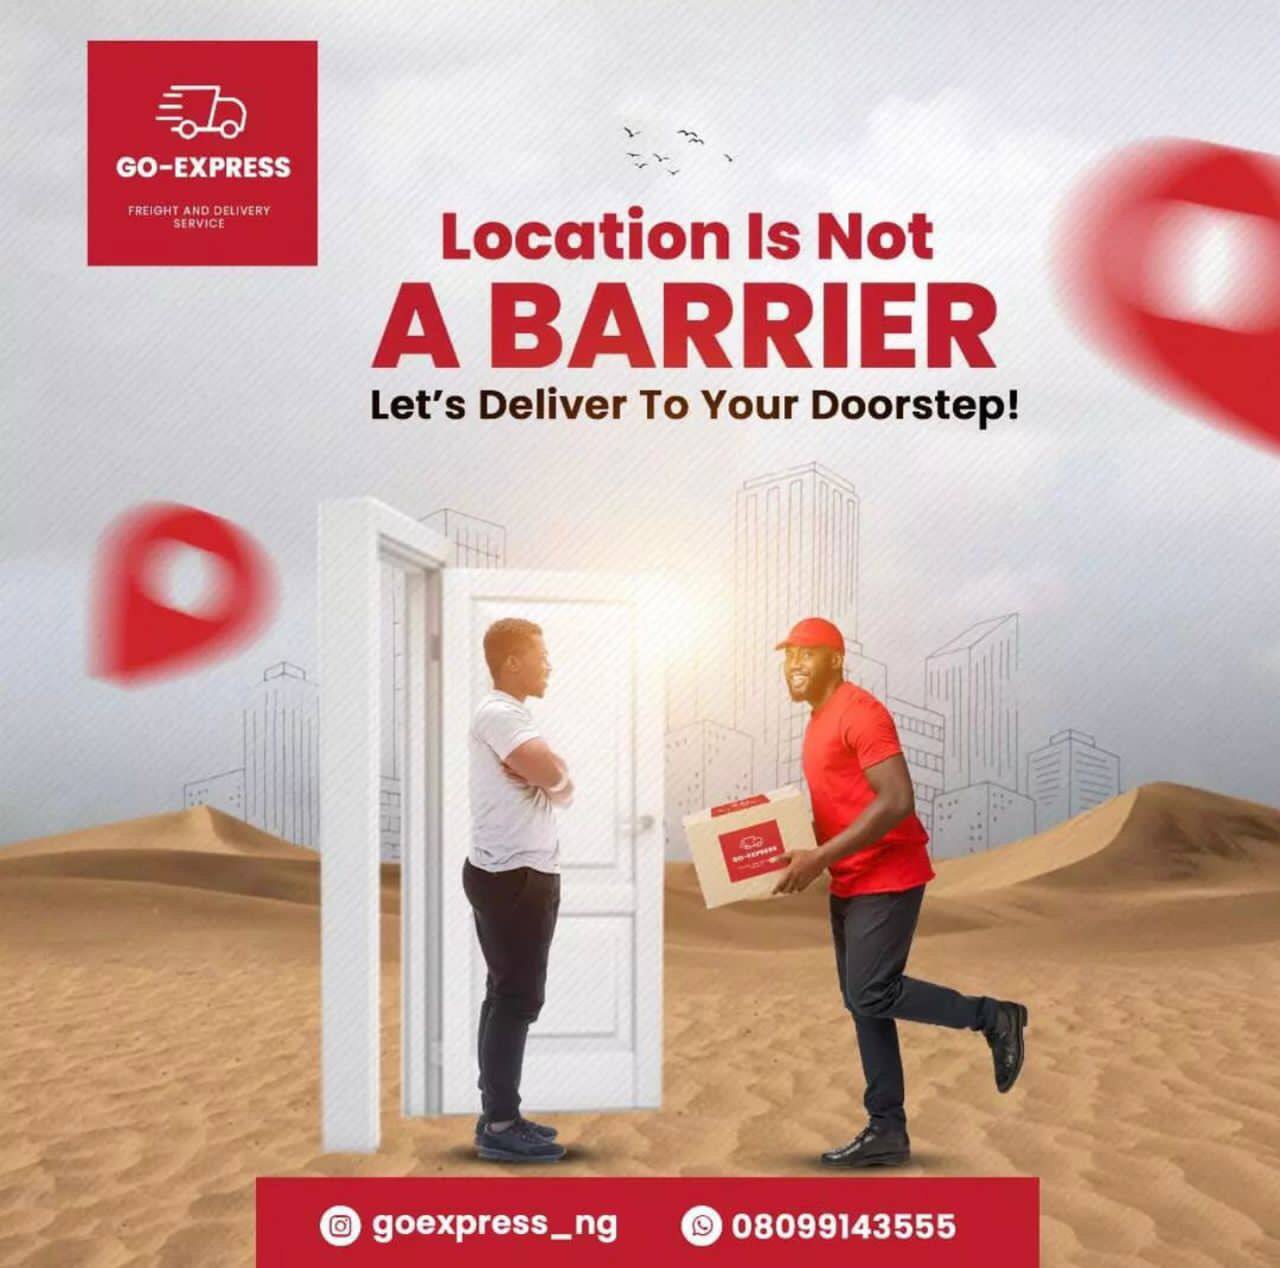 GO-EXPRESS
FREIGHT AND DELIVERY
SERVICE
Location Is Not
A BARRIER
Let's Deliver To Your Doorstep!
GO-EXPRESS
goexpress_ng
08099143555